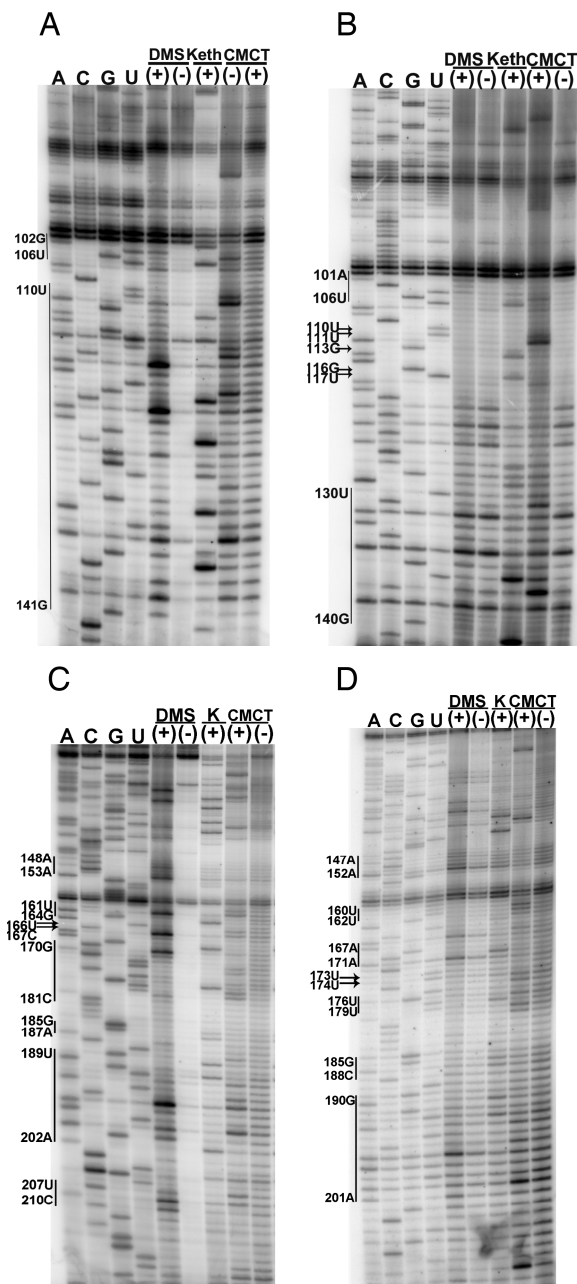 A
DMS Keth CMCT
A C G U (+) (-) (+) (-) (+)
102G
106U
110U
141G
B
DMS Keth CMCT
A C G U (+) (-) (+) (+) (-)
101A
106U
110U
111U
113G
116G
117U
130U
140G
C
DMS K CMCT
A C G U (+) (-) (+) (+) (-)
148A
153A
161U
164G
166U
167C
170G
181C
185G
187A
189U
202A
207U
210C
D
DMS K CMCT
A C G U (+) (-) (+) (+) (-)
147A
152A
160U
162U
167A
171A
173U
174U
176U
179U
185G
188C
190G
201A